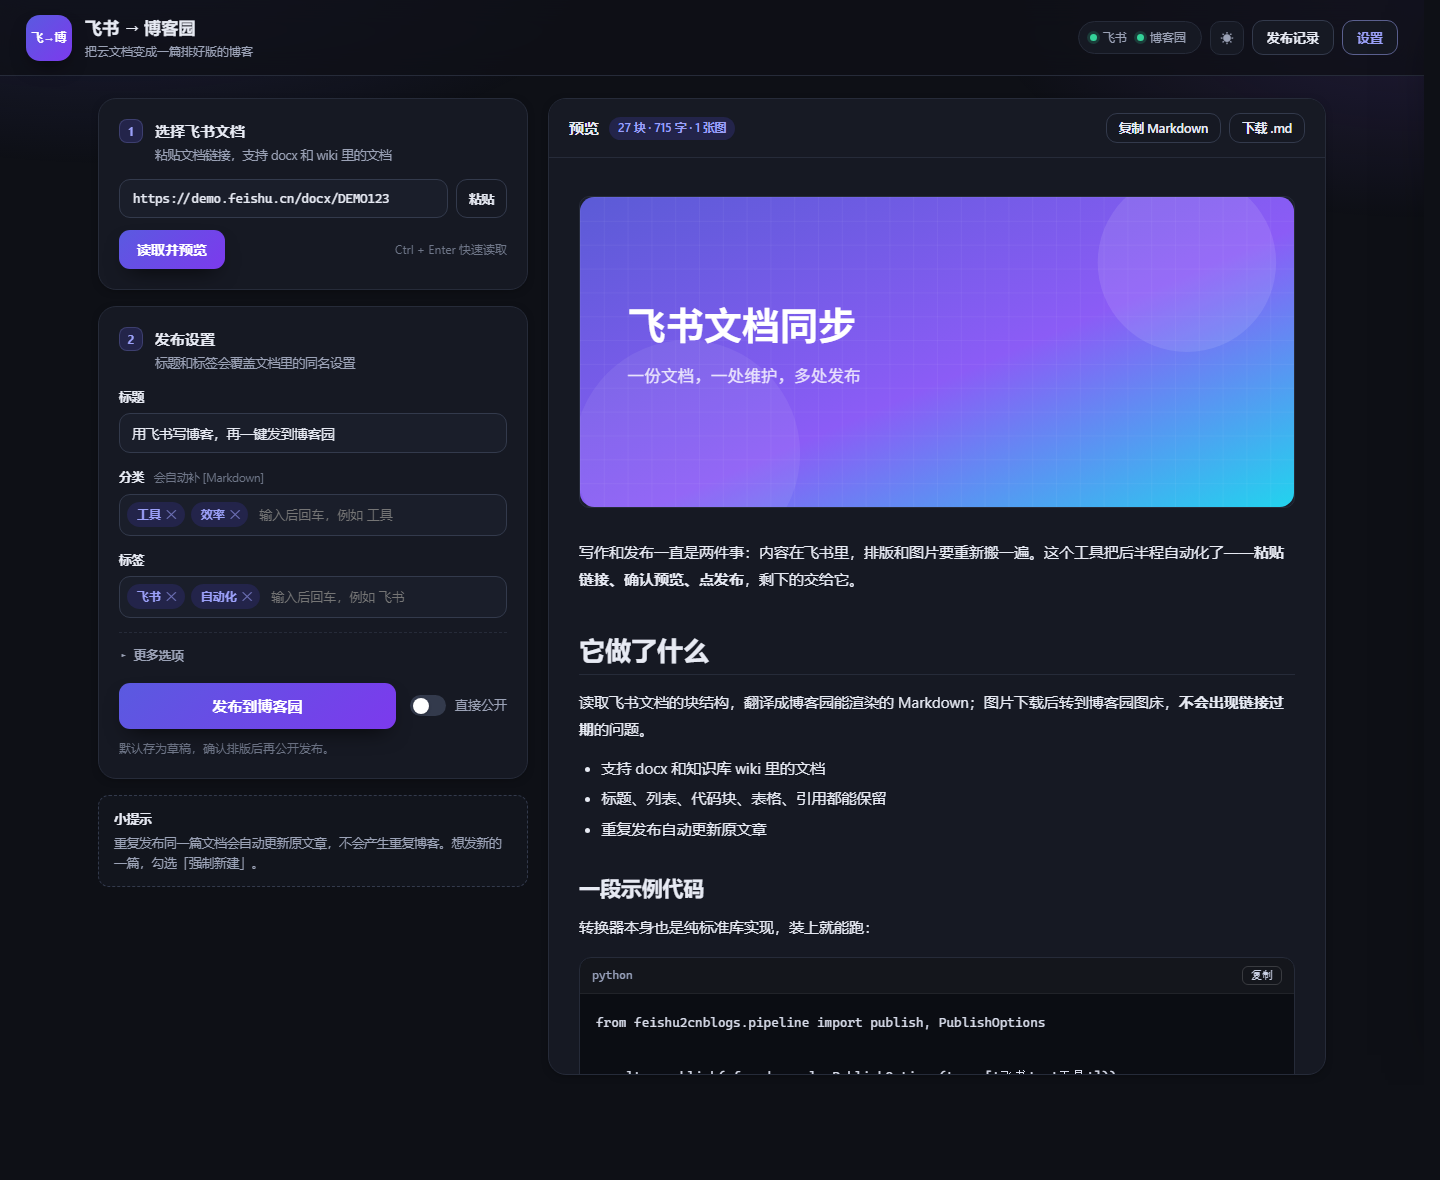 飞→博
飞书 → 博客园
把云文档变成一篇排好版的博客
飞书 博客园
发布记录
设置
1 选择飞书文档
粘贴文档链接，支持 docx 和 wiki 里的文档
https://demo.feishu.cn/docx/DEMO123
粘贴
读取并预览
Ctrl + Enter 快速读取
2 发布设置
标题和标签会覆盖文档里的同名设置
标题
用飞书写博客，再一键发到博客园
分类 会自动补 [Markdown]
工具 × 效率 × 输入后回车，例如 工具
标签
飞书 × 自动化 × 输入后回车，例如 飞书
更多选项
发布到博客园
直接公开
默认存为草稿，确认排版后再公开发布。
小提示
重复发布同一篇文档会自动更新原文章，不会产生重复博客。想发新的
一篇，勾选「强制新建」。
预览 27 块 · 715 字 · 1 张图
复制 Markdown
下载 .md
飞书文档同步
一份文档，一处维护，多处发布
写作和发布一直是两件事：内容在飞书里，排版和图片要重新搬一遍。这个工具把后半程自动化了——粘贴
链接、确认预览、点发布，剩下的交给它。
它做了什么
读取飞书文档的块结构，翻译成博客园能渲染的 Markdown；图片下载后转到博客园图床，不会出现链接过
期的问题。
• 支持 docx 和知识库 wiki 里的文档
• 标题、列表、代码块、表格、引用都能保留
• 重复发布自动更新原文章
一段示例代码
转换器本身也是纯标准库实现，装上就能跑：
python
复制
from feishu2cnblogs.pipeline import publish, PublishOptions